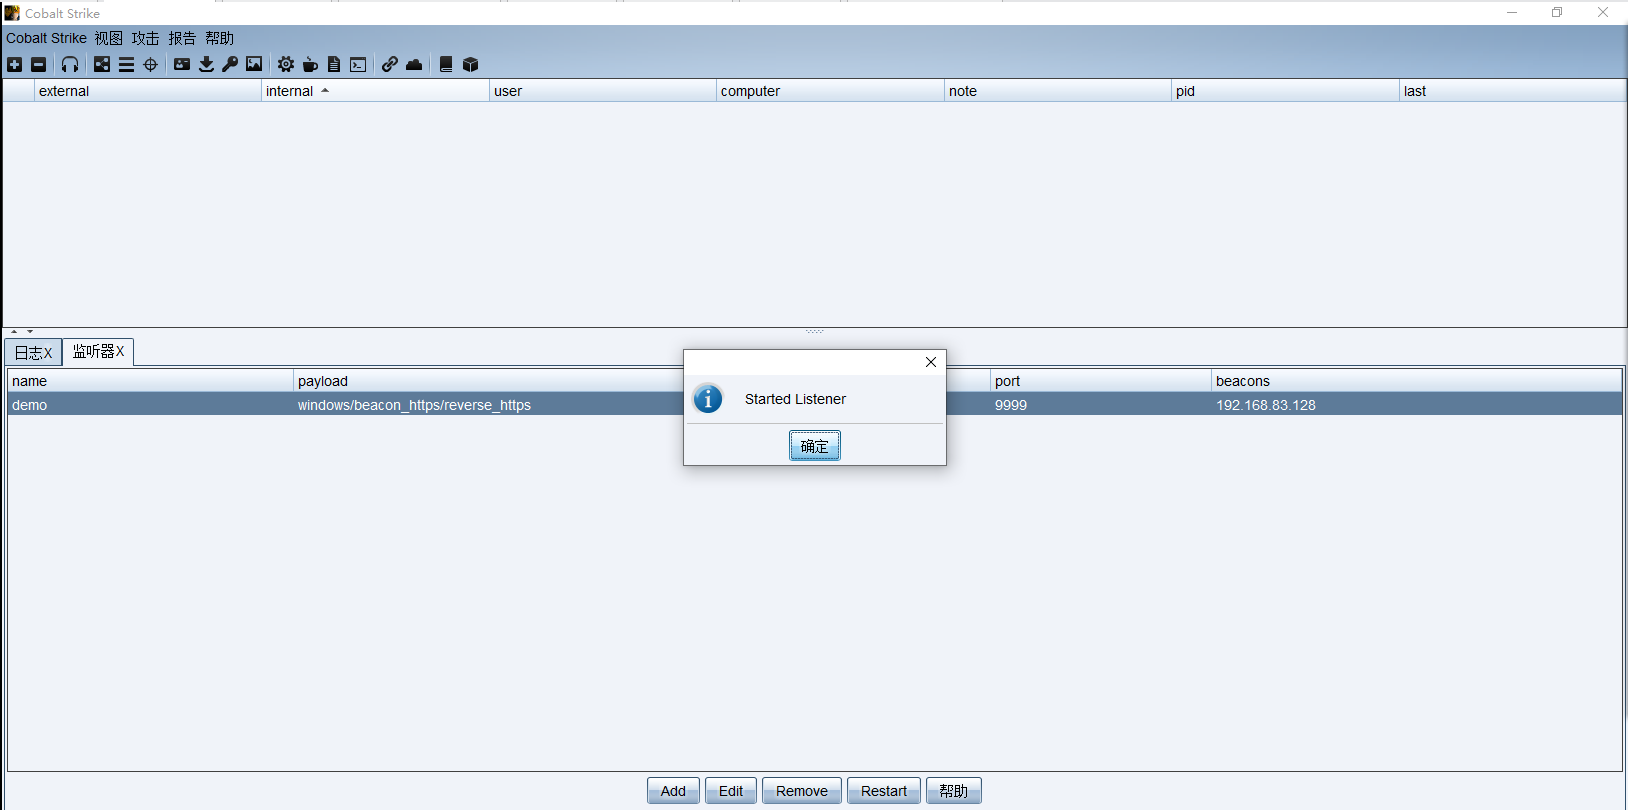 Cobalt Strike
Cobalt Strike 视图 攻击 报告 帮助
external internal user computer note pid last
日志X 监听器X
name payload port beacons
demo windows/beacon_https/reverse_https 9999 192.168.83.128
Started Listener
确定
Add Edit Remove Restart 帮助